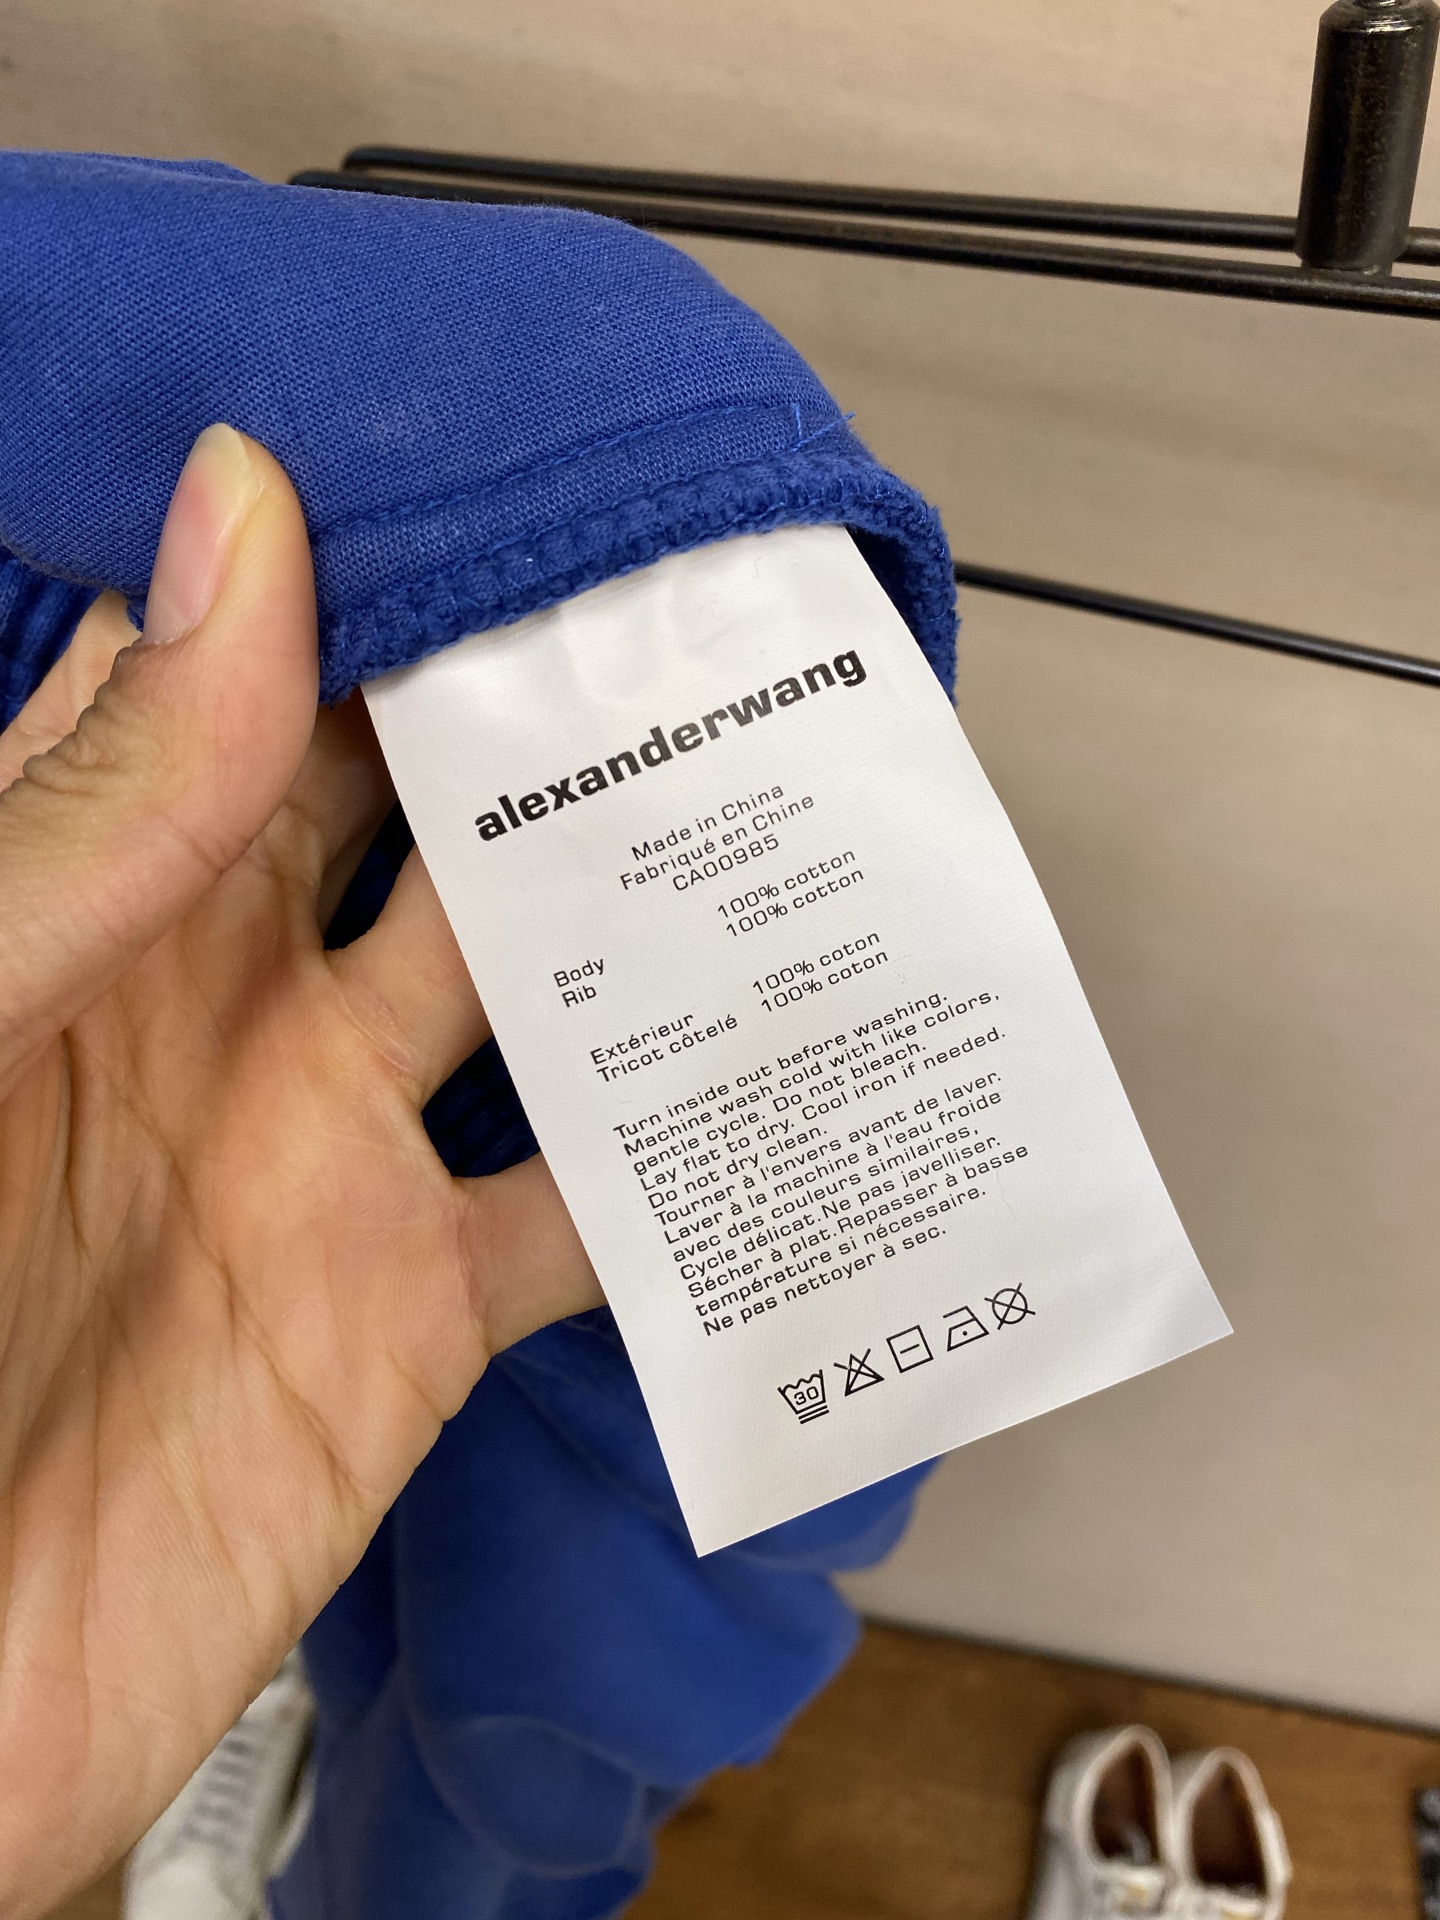 alexanderwang
Made in China
Fabriqué en Chine
CA00985
100% cotton
100% cotton
Body
Rib
100% coton
100% coton
Extérieur
Tricot côtelé
Turn inside out before washing.
Machine wash cold with like colors,
gentle cycle. Do not bleach.
Lay flat to dry. Cool iron if needed.
Do not dry clean.
Tourner à l'envers avant de laver.
Laver à la machine à l'eau froide
avec des couleurs similaires,
Cycle délicat.Ne pas javelliser.
Sécher à plat.Repasser à basse
température si nécessaire.
Ne pas nettoyer à sec.
30